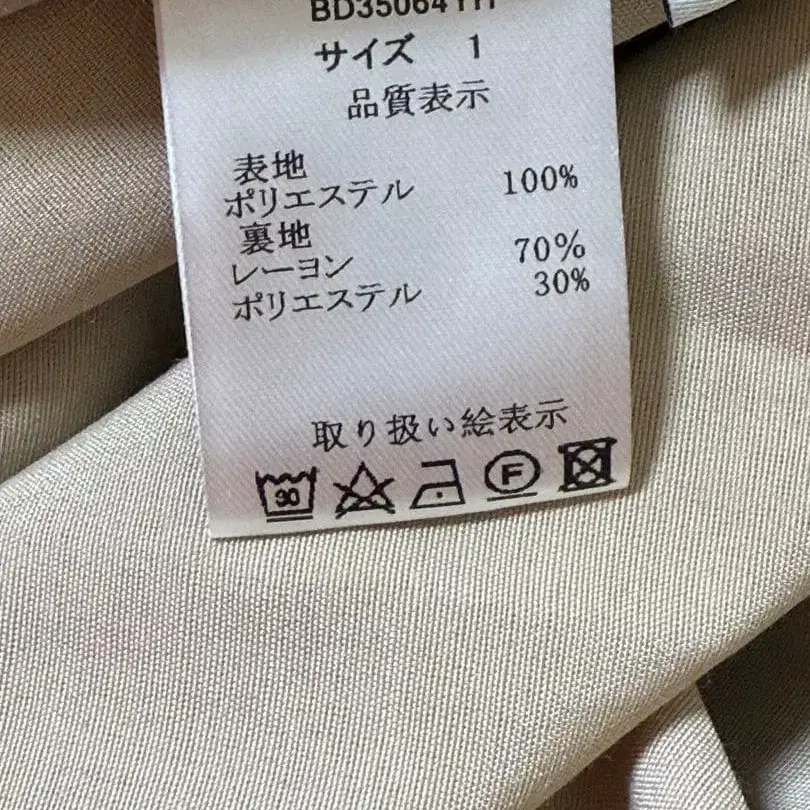 サイズ 1
品質表示
表地
ポリエステル 100%
裏地
レーヨン 70%
ポリエステル 30%
取り扱い絵表示
F